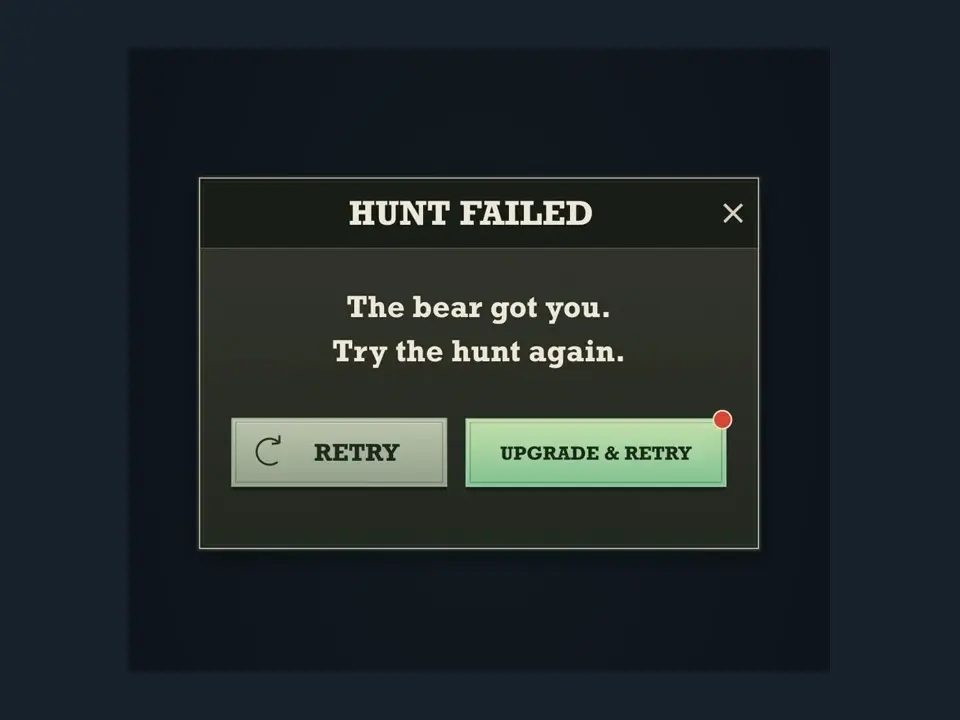 HUNT FAILED
The bear got you.
Try the hunt again.
RETRY
UPGRADE & RETRY